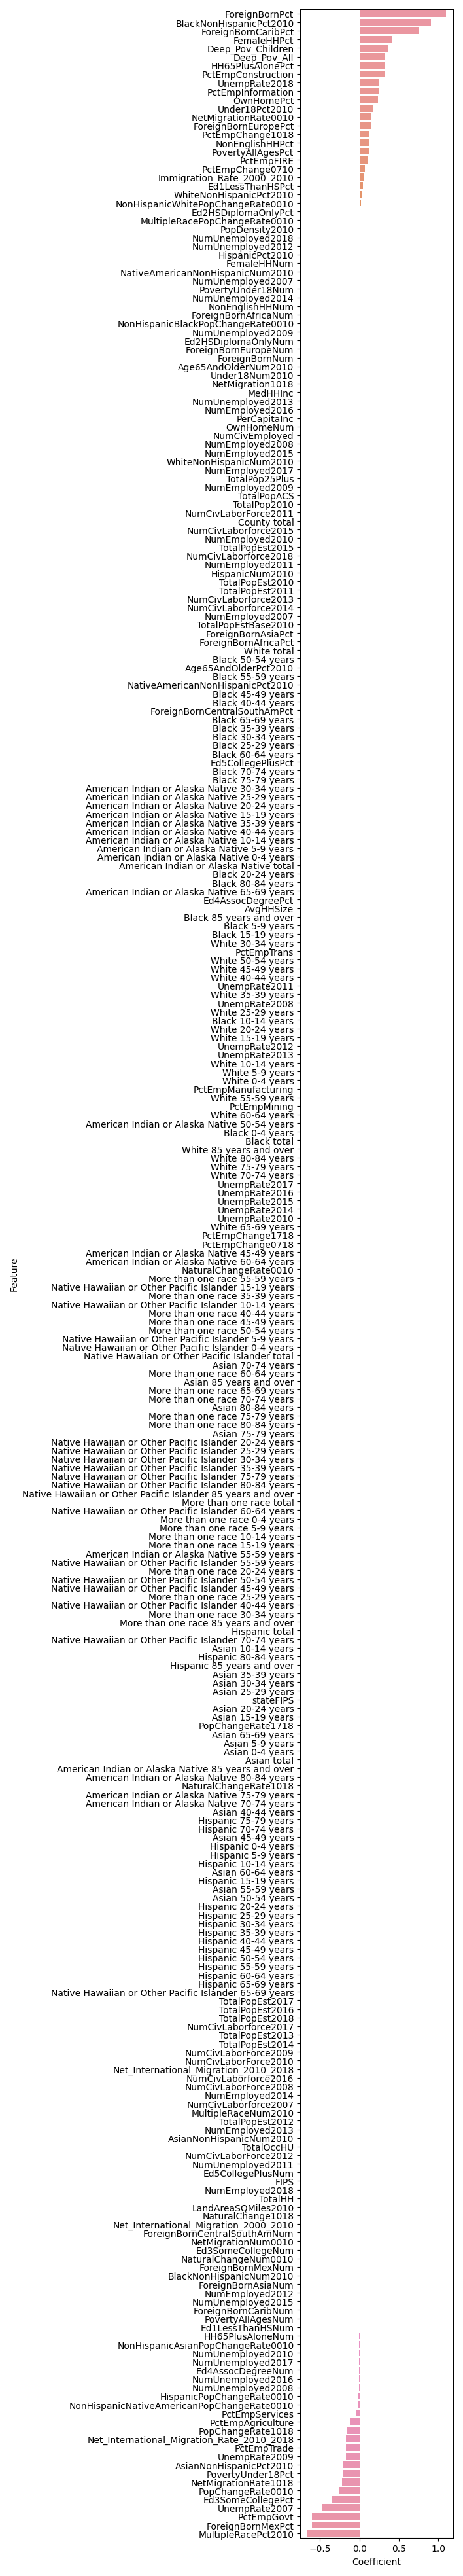 ForeignBornPct
BlackNonHispanicPct2010
ForeignBornCaribPct
FemaleHHPct
Deep_Pov_Children
Deep_Pov_All
HH65PlusAlonePct
PctEmpConstruction
UnempRate2018
PctEmpInformation
OwnHomePct
Under18Pct2010
NetMigrationRate0010
ForeignBornEuropePct
PctEmpChange1018
NonEnglishHHPct
PovertyAllAgesPct
PctEmpFIRE
PctEmpChange0710
Immigration_Rate_2000_2010
Ed1LessThanHSPct
WhiteNonHispanicPct2010
NonHispanicWhitePopChangeRate0010
Ed2HSDiplomaOnlyPct
MultipleRacePopChangeRate0010
PopDensity2010
NumUnemployed2018
NumUnemployed2012
HispanicPct2010
FemaleHHNum
NativeAmericanNonHispanicNum2010
NumUnemployed2007
PovertyUnder18Num
NumUnemployed2014
NonEnglishHHNum
ForeignBornAfricaNum
NonHispanicBlackPopChangeRate0010
NumUnemployed2009
Ed2HSDiplomaOnlyNum
ForeignBornEuropeNum
ForeignBornNum
Age65AndOlderNum2010
Under18Num2010
NetMigration1018
MedHHInc
NumUnemployed2013
NumEmployed2016
PerCapitaInc
OwnHomeNum
NumCivEmployed
NumEmployed2008
NumEmployed2015
WhiteNonHispanicNum2010
NumEmployed2017
TotalPop25Plus
NumEmployed2009
TotalPopACS
TotalPop2010
NumCivLaborForce2011
County total
NumCivLaborforce2015
NumEmployed2010
TotalPopEst2015
NumCivLaborforce2018
NumEmployed2011
HispanicNum2010
TotalPopEst2010
TotalPopEst2011
NumCivLaborforce2013
NumCivLaborforce2014
NumEmployed2007
TotalPopEstBase2010
ForeignBornAsiaPct
ForeignBornAfricaPct
White total
Black 50-54 years
Age65AndOlderPct2010
Black 55-59 years
NativeAmericanNonHispanicPct2010
Black 45-49 years
Black 40-44 years
ForeignBornCentralSouthAmPct
Black 65-69 years
Black 35-39 years
Black 30-34 years
Black 25-29 years
Black 60-64 years
Ed5CollegePlusPct
Black 70-74 years
Black 75-79 years
American Indian or Alaska Native 30-34 years
American Indian or Alaska Native 25-29 years
American Indian or Alaska Native 20-24 years
American Indian or Alaska Native 15-19 years
American Indian or Alaska Native 35-39 years
American Indian or Alaska Native 40-44 years
American Indian or Alaska Native 10-14 years
American Indian or Alaska Native 5-9 years
American Indian or Alaska Native 0-4 years
American Indian or Alaska Native total
Black 20-24 years
Black 80-84 years
American Indian or Alaska Native 65-69 years
Ed4AssocDegreePct
AvgHHSize
Black 85 years and over
Black 5-9 years
Black 15-19 years
White 30-34 years
PctEmpTrans
White 50-54 years
White 45-49 years
White 40-44 years
UnempRate2011
White 35-39 years
UnempRate2008
White 25-29 years
Black 10-14 years
White 20-24 years
White 15-19 years
UnempRate2012
UnempRate2013
White 10-14 years
White 5-9 years
White 0-4 years
PctEmpManufacturing
White 55-59 years
PctEmpMining
White 60-64 years
American Indian or Alaska Native 50-54 years
Black 0-4 years
Black total
White 85 years and over
White 80-84 years
White 75-79 years
White 70-74 years
UnempRate2017
UnempRate2016
UnempRate2015
UnempRate2014
UnempRate2010
White 65-69 years
PctEmpChange1718
PctEmpChange0718
American Indian or Alaska Native 45-49 years
American Indian or Alaska Native 60-64 years
NaturalChangeRate0010
More than one race 55-59 years
Native Hawaiian or Other Pacific Islander 15-19 years
More than one race 35-39 years
Native Hawaiian or Other Pacific Islander 10-14 years
More than one race 40-44 years
More than one race 45-49 years
More than one race 50-54 years
Native Hawaiian or Other Pacific Islander 5-9 years
Native Hawaiian or Other Pacific Islander 0-4 years
Native Hawaiian or Other Pacific Islander total
Asian 70-74 years
More than one race 60-64 years
Asian 85 years and over
More than one race 65-69 years
More than one race 70-74 years
Asian 80-84 years
More than one race 75-79 years
More than one race 80-84 years
Asian 75-79 years
Native Hawaiian or Other Pacific Islander 20-24 years
Native Hawaiian or Other Pacific Islander 25-29 years
Native Hawaiian or Other Pacific Islander 30-34 years
Native Hawaiian or Other Pacific Islander 35-39 years
Native Hawaiian or Other Pacific Islander 75-79 years
Native Hawaiian or Other Pacific Islander 80-84 years
Native Hawaiian or Other Pacific Islander 85 years and over
More than one race total
Native Hawaiian or Other Pacific Islander 60-64 years
More than one race 0-4 years
More than one race 5-9 years
More than one race 10-14 years
More than one race 15-19 years
American Indian or Alaska Native 55-59 years
Native Hawaiian or Other Pacific Islander 55-59 years
More than one race 20-24 years
Native Hawaiian or Other Pacific Islander 50-54 years
Native Hawaiian or Other Pacific Islander 45-49 years
More than one race 25-29 years
Native Hawaiian or Other Pacific Islander 40-44 years
More than one race 30-34 years
More than one race 85 years and over
Hispanic total
Native Hawaiian or Other Pacific Islander 70-74 years
Asian 10-14 years
Hispanic 80-84 years
Hispanic 85 years and over
Asian 35-39 years
Asian 30-34 years
Asian 25-29 years
stateFIPS
Asian 20-24 years
Asian 15-19 years
PopChangeRate1718
Asian 65-69 years
Asian 5-9 years
Asian 0-4 years
Asian total
American Indian or Alaska Native 85 years and over
American Indian or Alaska Native 80-84 years
NaturalChangeRate1018
American Indian or Alaska Native 75-79 years
American Indian or Alaska Native 70-74 years
Asian 40-44 years
Hispanic 75-79 years
Hispanic 70-74 years
Asian 45-49 years
Hispanic 0-4 years
Hispanic 5-9 years
Hispanic 10-14 years
Asian 60-64 years
Hispanic 15-19 years
Asian 55-59 years
Asian 50-54 years
Hispanic 20-24 years
Hispanic 25-29 years
Hispanic 30-34 years
Hispanic 35-39 years
Hispanic 40-44 years
Hispanic 45-49 years
Hispanic 50-54 years
Hispanic 55-59 years
Hispanic 60-64 years
Hispanic 65-69 years
Native Hawaiian or Other Pacific Islander 65-69 years
TotalPopEst2017
TotalPopEst2016
TotalPopEst2018
NumCivLaborforce2017
TotalPopEst2013
TotalPopEst2014
NumCivLaborForce2009
NumCivLaborForce2010
Net_International_Migration_2010_2018
NumCivLaborforce2016
NumCivLaborForce2008
NumEmployed2014
NumCivLaborforce2007
MultipleRaceNum2010
TotalPopEst2012
NumEmployed2013
AsianNonHispanicNum2010
TotalOccHU
NumCivLaborForce2012
NumUnemployed2011
Ed5CollegePlusNum
FIPS
NumEmployed2018
TotalHH
LandAreaSQMiles2010
NaturalChange1018
Net_International_Migration_2000_2010
ForeignBornCentralSouthAmNum
NetMigrationNum0010
Ed3SomeCollegeNum
NaturalChangeNum0010
ForeignBornMexNum
BlackNonHispanicNum2010
ForeignBornAsiaNum
NumEmployed2012
NumUnemployed2015
ForeignBornCaribNum
PovertyAllAgesNum
Ed1LessThanHSNum
HH65PlusAloneNum
NonHispanicAsianPopChangeRate0010
NumUnemployed2010
NumUnemployed2017
Ed4AssocDegreeNum
NumUnemployed2016
NumUnemployed2008
HispanicPopChangeRate0010
NonHispanicNativeAmericanPopChangeRate0010
PctEmpServices
PctEmpAgriculture
PopChangeRate1018
Net_International_Migration_Rate_2010_2018
PctEmpTrade
UnempRate2009
AsianNonHispanicPct2010
PovertyUnder18Pct
NetMigrationRate1018
PopChangeRate0010
Ed3SomeCollegePct
UnempRate2007
PctEmpGovt
ForeignBornMexPct
MultipleRacePct2010
Feature
−0.5 0.0 0.5 1.0
Coefficient